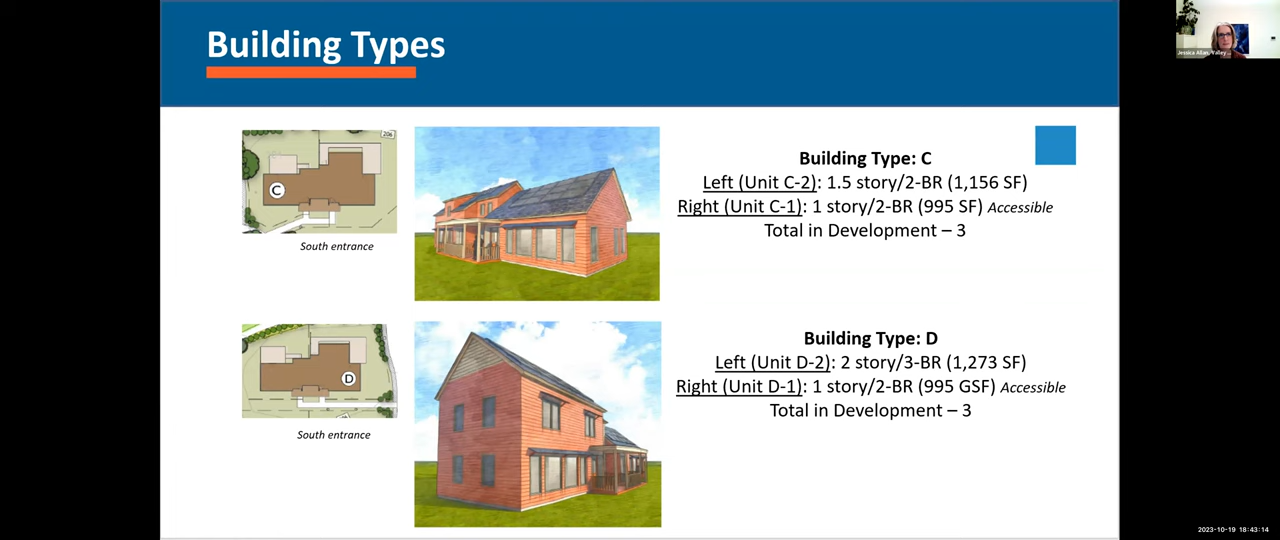 Building Types
206
C
South entrance
Building Type: C
Left (Unit C-2): 1.5 story/2-BR (1,156 SF)
Right (Unit C-1): 1 story/2-BR (995 SF) Accessible
Total in Development – 3
D
South entrance
Building Type: D
Left (Unit D-2): 2 story/3-BR (1,273 SF)
Right (Unit D-1): 1 story/2-BR (995 GSF) Accessible
Total in Development – 3
Jessica Allan, Valley ...
2023-10-19 18:43:14